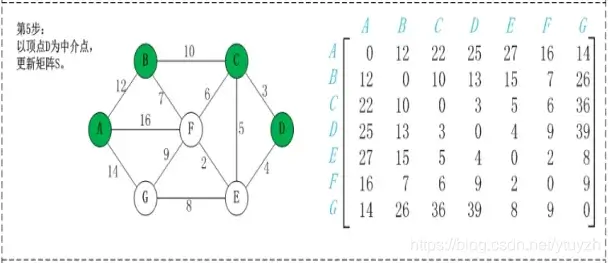 第5步:
以顶点D为中介点,
更新矩阵S。
B 10 C
12 7 6 3
A 16 F 5 D
14 9 2 4
G 8 E
A B C D E F G
A 0 12 22 25 27 16 14
B 12 0 10 13 15 7 26
C 22 10 0 3 5 6 36
D 25 13 3 0 4 9 39
E 27 15 5 4 0 2 8
F 16 7 6 9 2 0 9
G 14 26 36 39 8 9 0
https://blog.csdn.net/ytuyzh